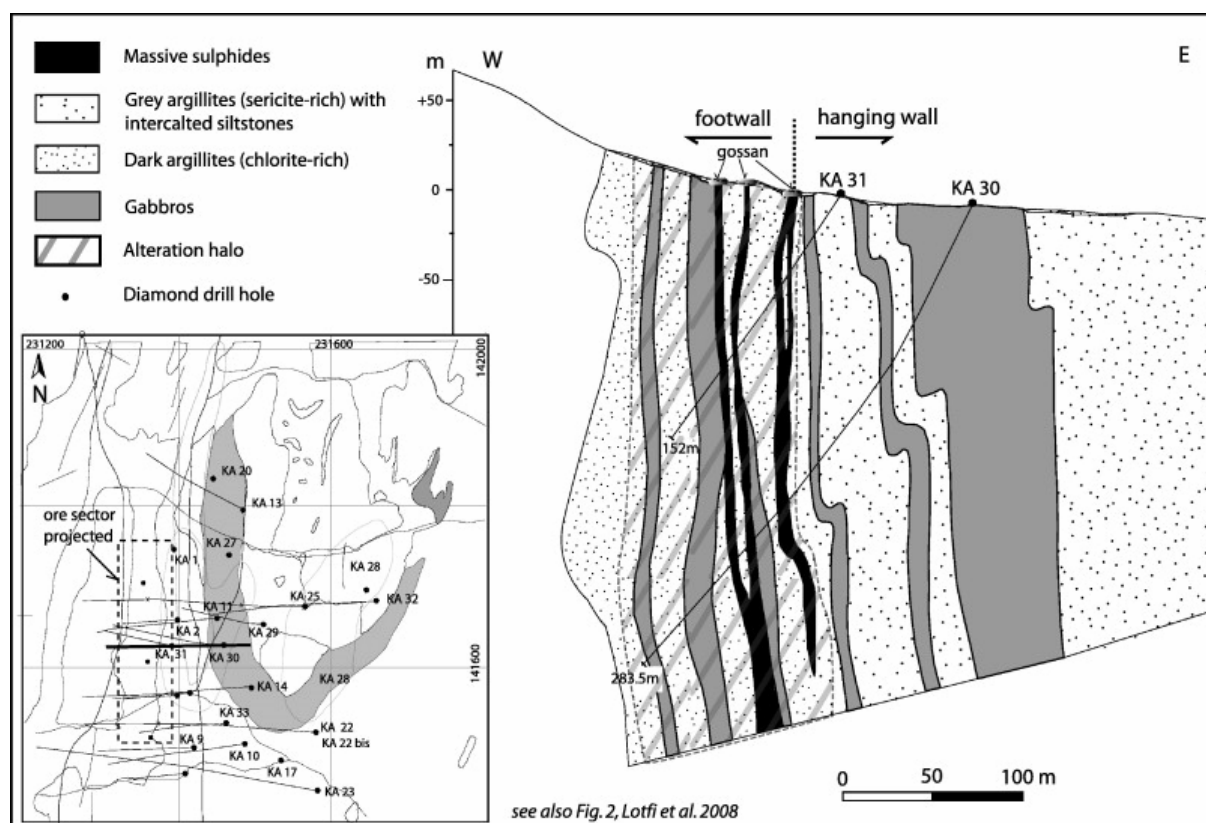 Massive sulphides
Grey argillites (sericite-rich) with
intercalted siltstones
Dark argillites (chlorite-rich)
Gabbros
Alteration halo
Diamond drill hole
m
W
E
+50
0
-50
footwall
hanging wall
gossan
KA 31
KA 30
152m
283.5m
0
50
100 m
see also Fig. 2, Lotfi et al. 2008
231200
231600
142000
141600
N
ore sector
projected
KA 20
KA 13
KA 27
KA 1
KA 28
KA 32
KA 25
KA 11
KA 2
KA 29
KA 31
KA 30
KA 14
KA 28
KA 33
KA 22
KA 22 bis
KA 9
KA 10
KA 17
KA 23